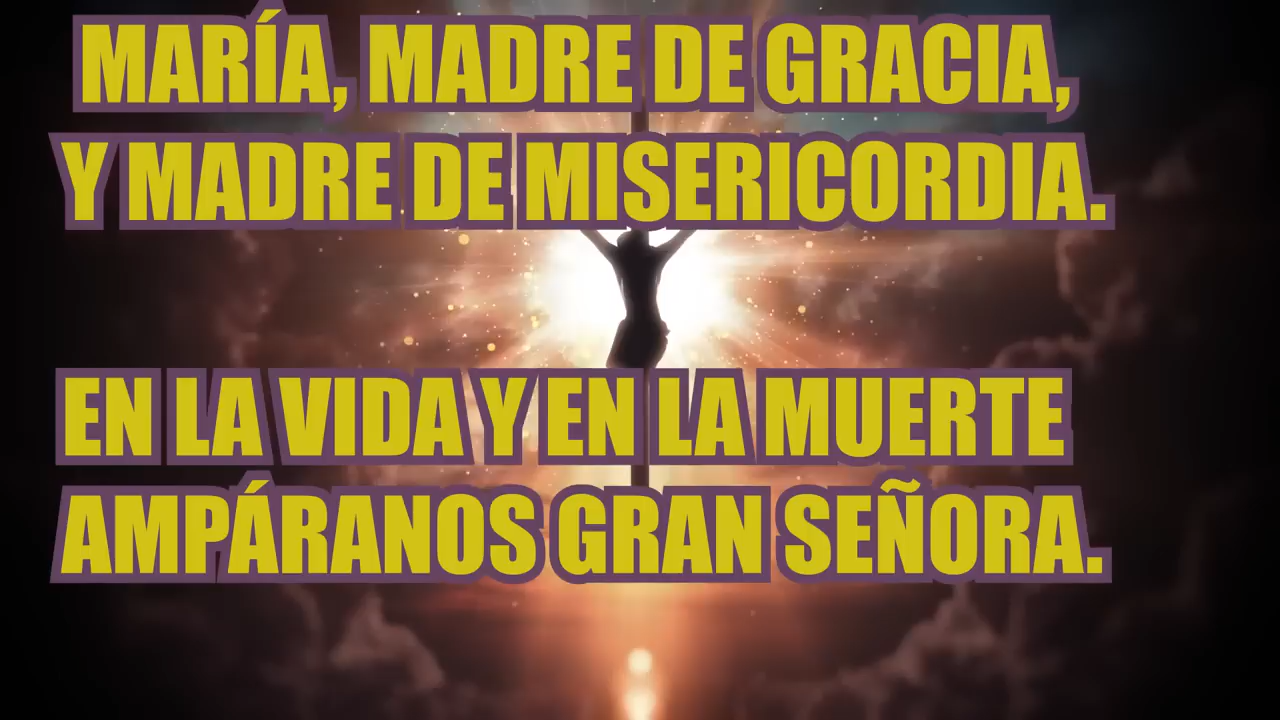 MARÍA, MADRE DE GRACIA,
Y MADRE DE MISERICORDIA.
EN LA VIDA Y EN LA MUERTE
AMPÁRANOS GRAN SEÑORA.